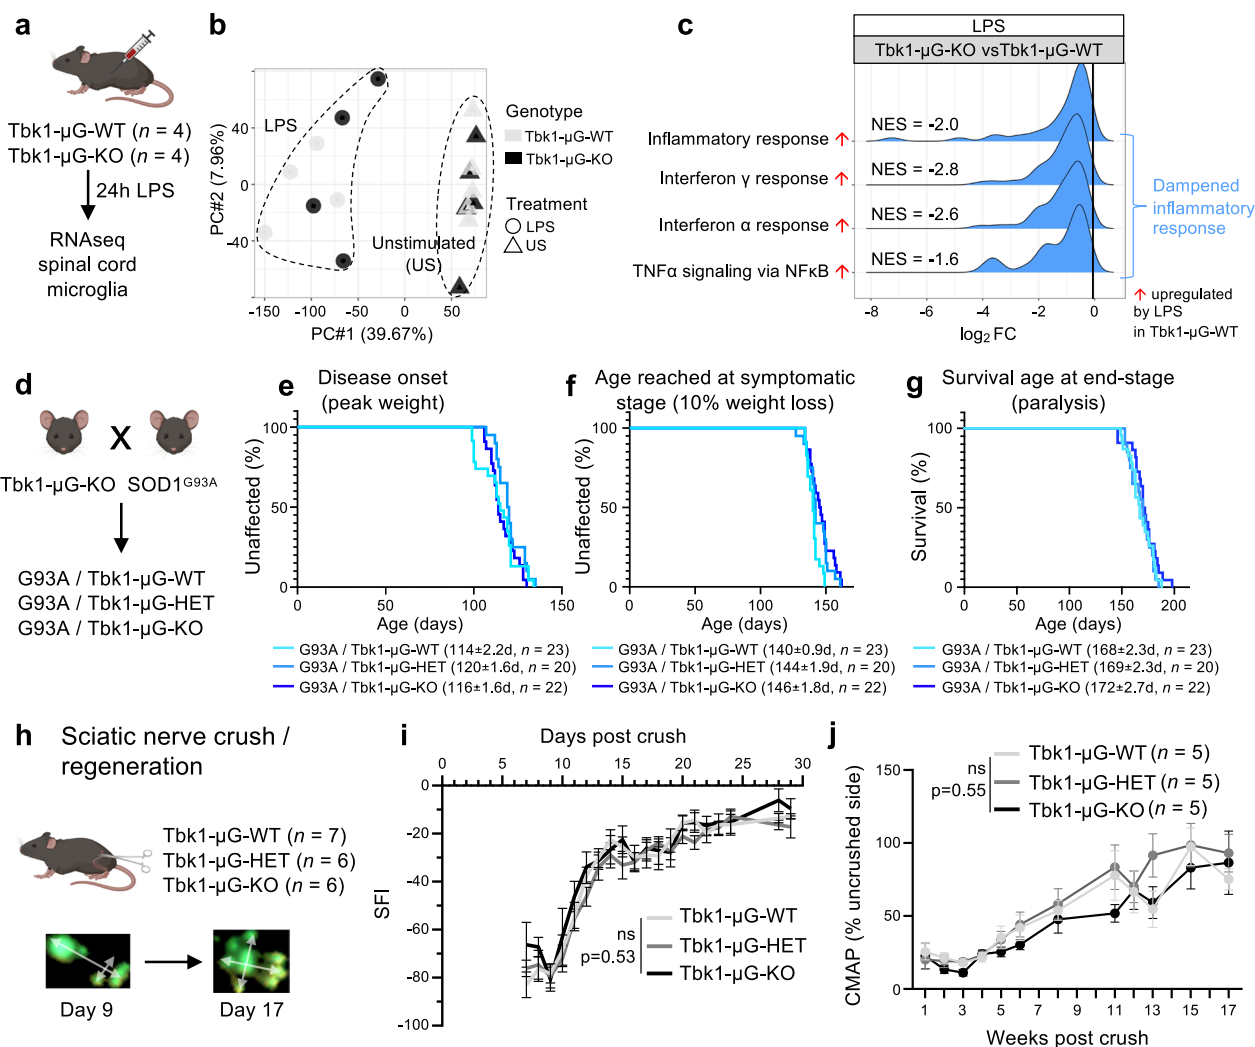 a
Tbk1-µG-WT (n = 4)
Tbk1-µG-KO (n = 4)
24h LPS
RNAseq
spinal cord
microglia
b
PC#2 (7.96%)
40
0
-40
LPS
Unstimulated
(US)
-150
-100
-50
0
50
PC#1 (39.67%)
Genotype
Tbk1-µG-WT
Tbk1-µG-KO
Treatment
LPS
US
c
LPS
Tbk1-µG-KO vsTbk1-µG-WT
Inflammatory response ↑
NES = -2.0
Interferon γ response ↑
NES = -2.8
Interferon α response ↑
NES = -2.6
TNFα signaling via NFκB ↑
NES = -1.6
-8
-6
-4
-2
0
log2 FC
Dampened
inflammatory
response
↑ upregulated
by LPS
in Tbk1-µG-WT
d
X
Tbk1-µG-KO SOD1G93A
G93A / Tbk1-µG-WT
G93A / Tbk1-µG-HET
G93A / Tbk1-µG-KO
e
Disease onset
(peak weight)
Unaffected (%)
100
50
0
0
50
100
150
Age (days)
G93A / Tbk1-µG-WT (114±2.2d, n = 23)
G93A / Tbk1-µG-HET (120±1.6d, n = 20)
G93A / Tbk1-µG-KO (116±1.6d, n = 22)
f
Age reached at symptomatic
stage (10% weight loss)
Unaffected (%)
100
50
0
0
50
100
150
Age (days)
G93A / Tbk1-µG-WT (140±0.9d, n = 23)
G93A / Tbk1-µG-HET (144±1.9d, n = 20)
G93A / Tbk1-µG-KO (146±1.8d, n = 22)
g
Survival age at end-stage
(paralysis)
Survival (%)
100
50
0
0
50
100
150
200
Age (days)
G93A / Tbk1-µG-WT (168±2.3d, n = 23)
G93A / Tbk1-µG-HET (169±2.3d, n = 20)
G93A / Tbk1-µG-KO (172±2.7d, n = 22)
h
Sciatic nerve crush /
regeneration
Tbk1-µG-WT (n = 7)
Tbk1-µG-HET (n = 6)
Tbk1-µG-KO (n = 6)
Day 9
Day 17
i
Days post crush
0
5
10
15
20
25
30
SFI
0
-20
-40
-60
-80
-100
ns
p=0.53
Tbk1-µG-WT
Tbk1-µG-HET
Tbk1-µG-KO
j
ns
p=0.55
Tbk1-µG-WT (n = 5)
Tbk1-µG-HET (n = 5)
Tbk1-µG-KO (n = 5)
CMAP (% uncrushed side)
150
100
50
0
1
3
5
7
9
11
13
15
17
Weeks post crush